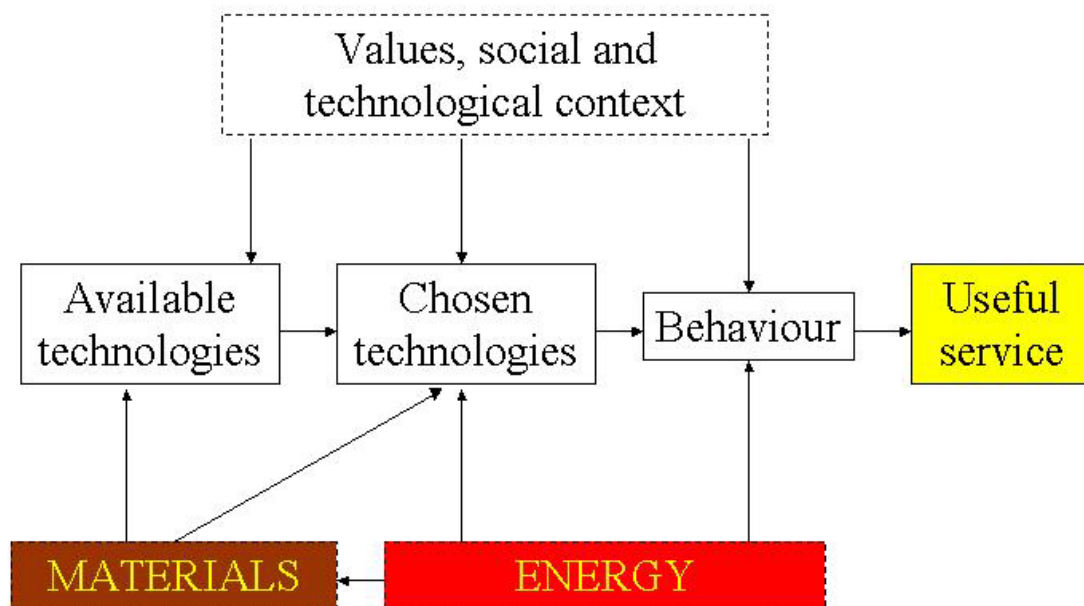 Values, social and
technological context
Available
technologies
Chosen
technologies
Behaviour
Useful
service
MATERIALS
ENERGY